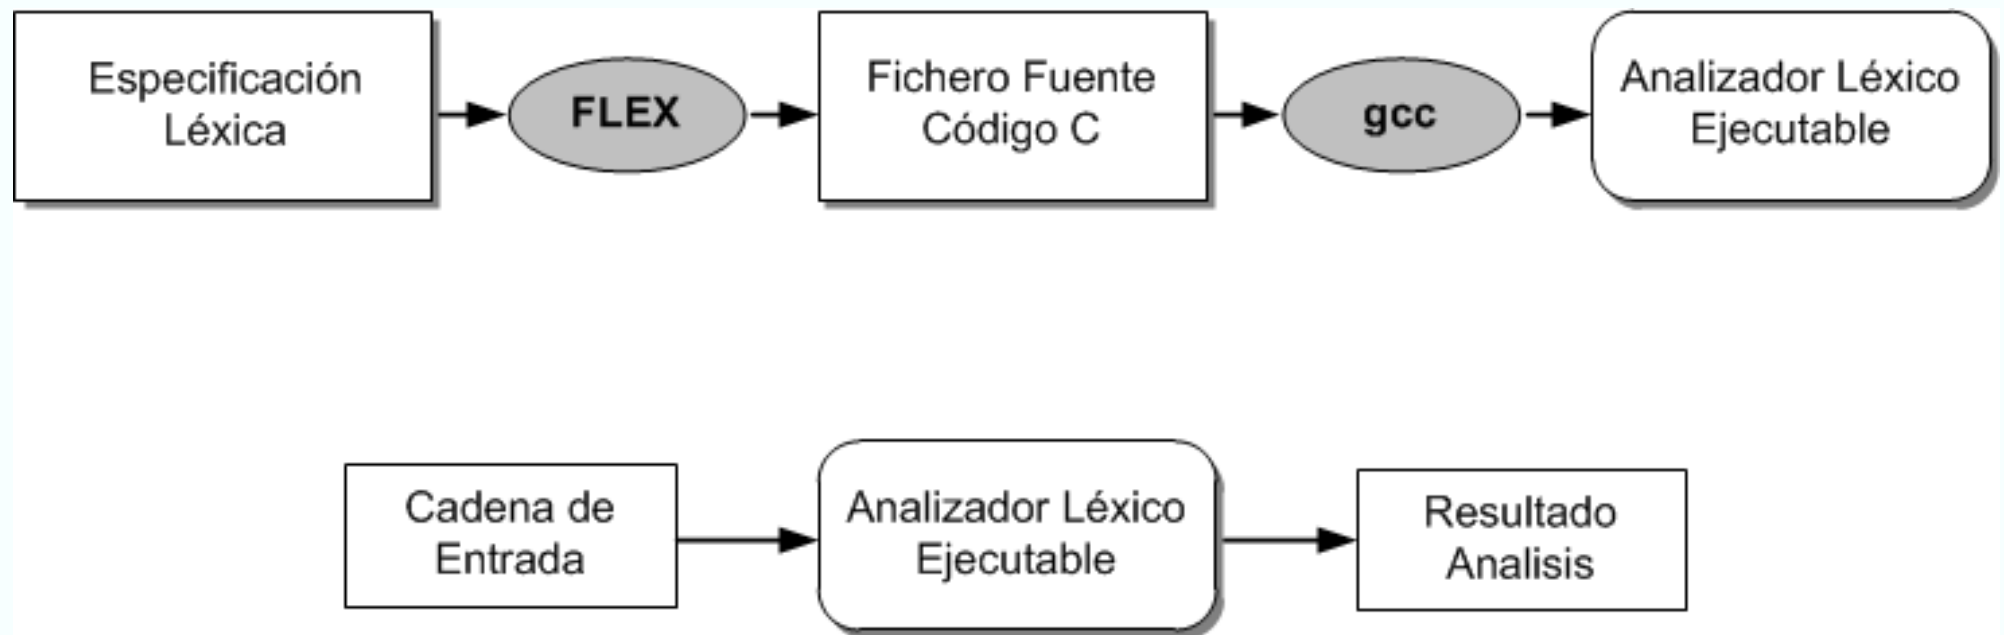 Especificación
Léxica
FLEX
Fichero Fuente
Código C
gcc
Analizador Léxico
Ejecutable
Cadena de
Entrada
Analizador Léxico
Ejecutable
Resultado
Analisis